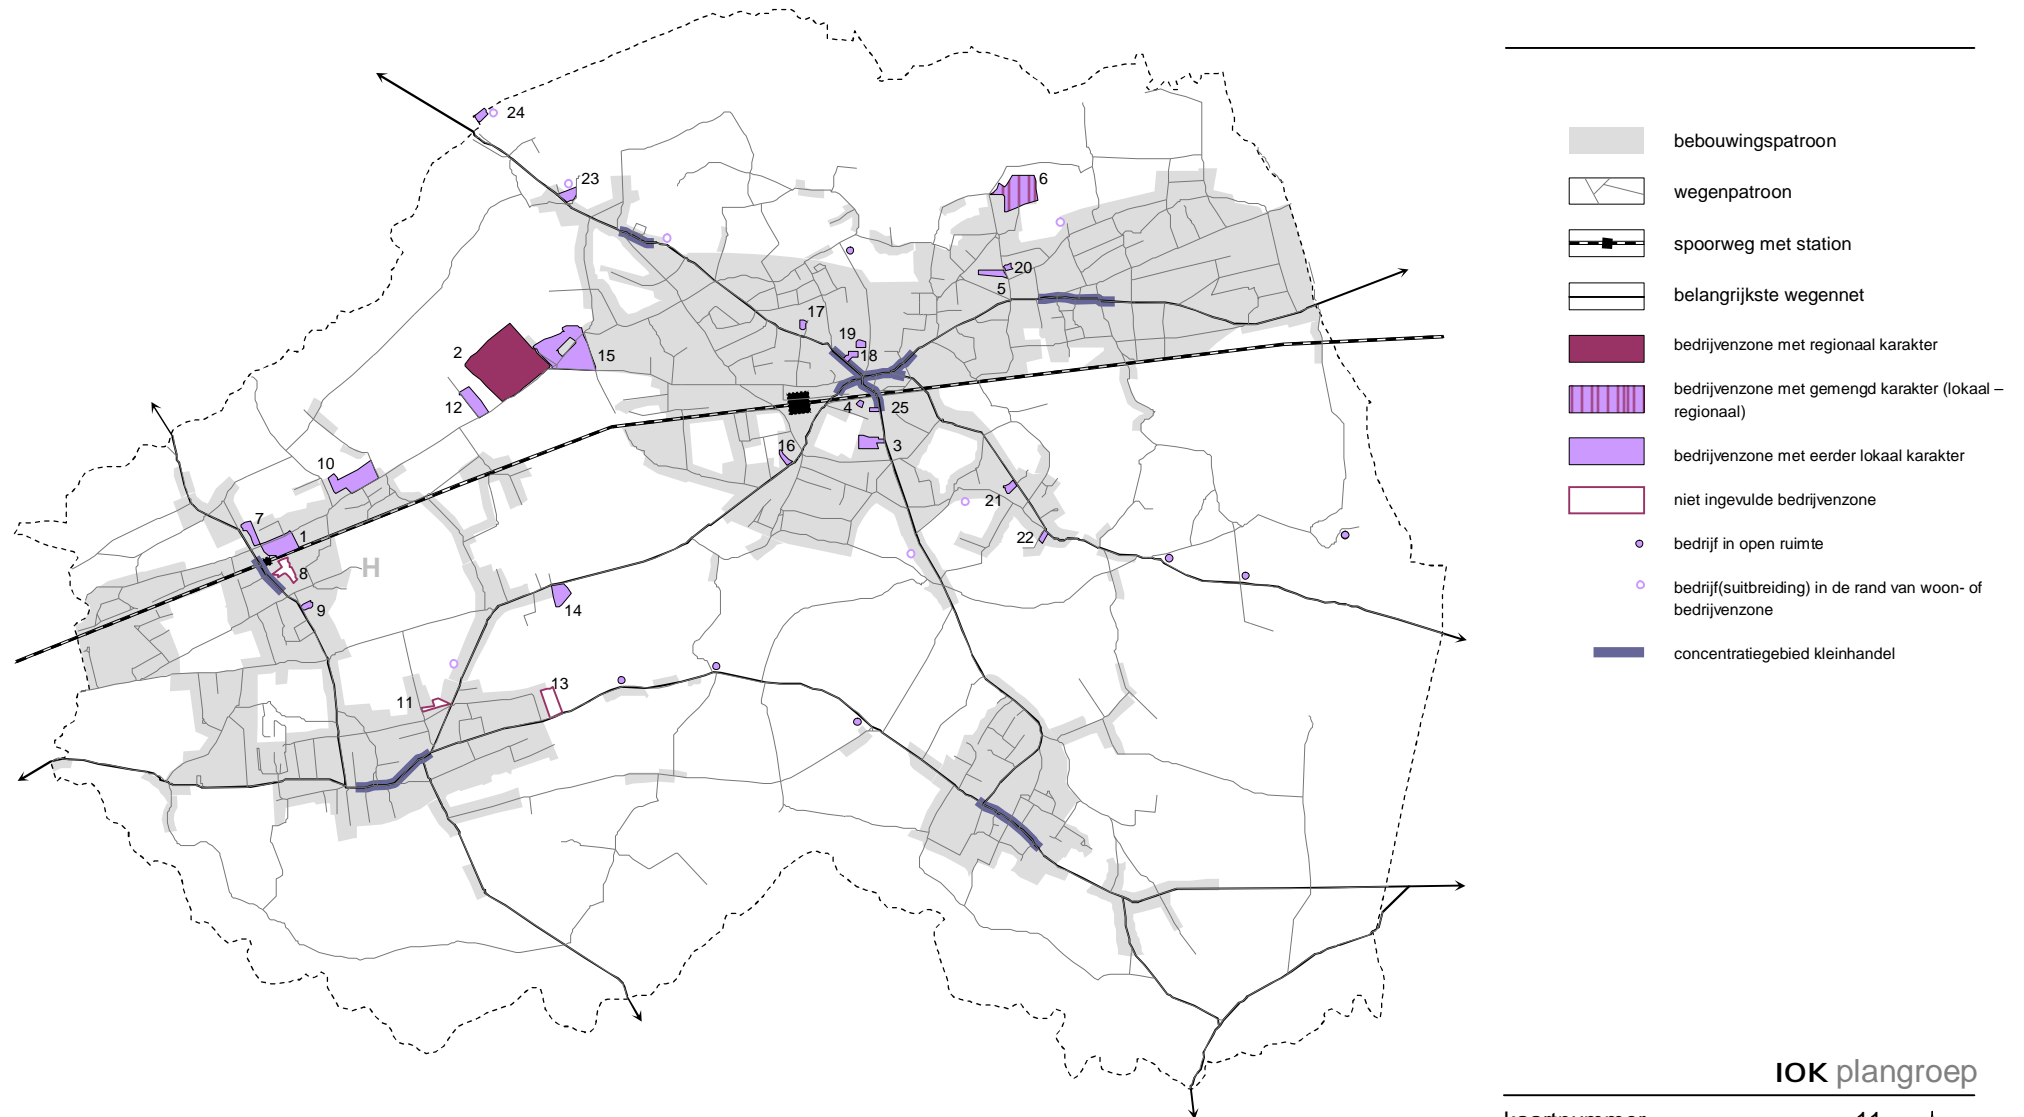 24
23
6
20
5
17
19
18
2
15
12
4
25
3
16
10
21
7
1
22
8
H
9
14
13
11
bebouwingspatroon
wegenpatroon
spoorweg met station
belangrijkste wegennet
bedrijvenzone met regionaal karakter
bedrijvenzone met gemengd karakter (lokaal –
regionaal)
bedrijvenzone met eerder lokaal karakter
niet ingevulde bedrijvenzone
bedrijf in open ruimte
bedrijf(suitbreiding) in de rand van woon- of
bedrijvenzone
concentratiegebied kleinhandel
IOK plangroep
kaartnummer 11